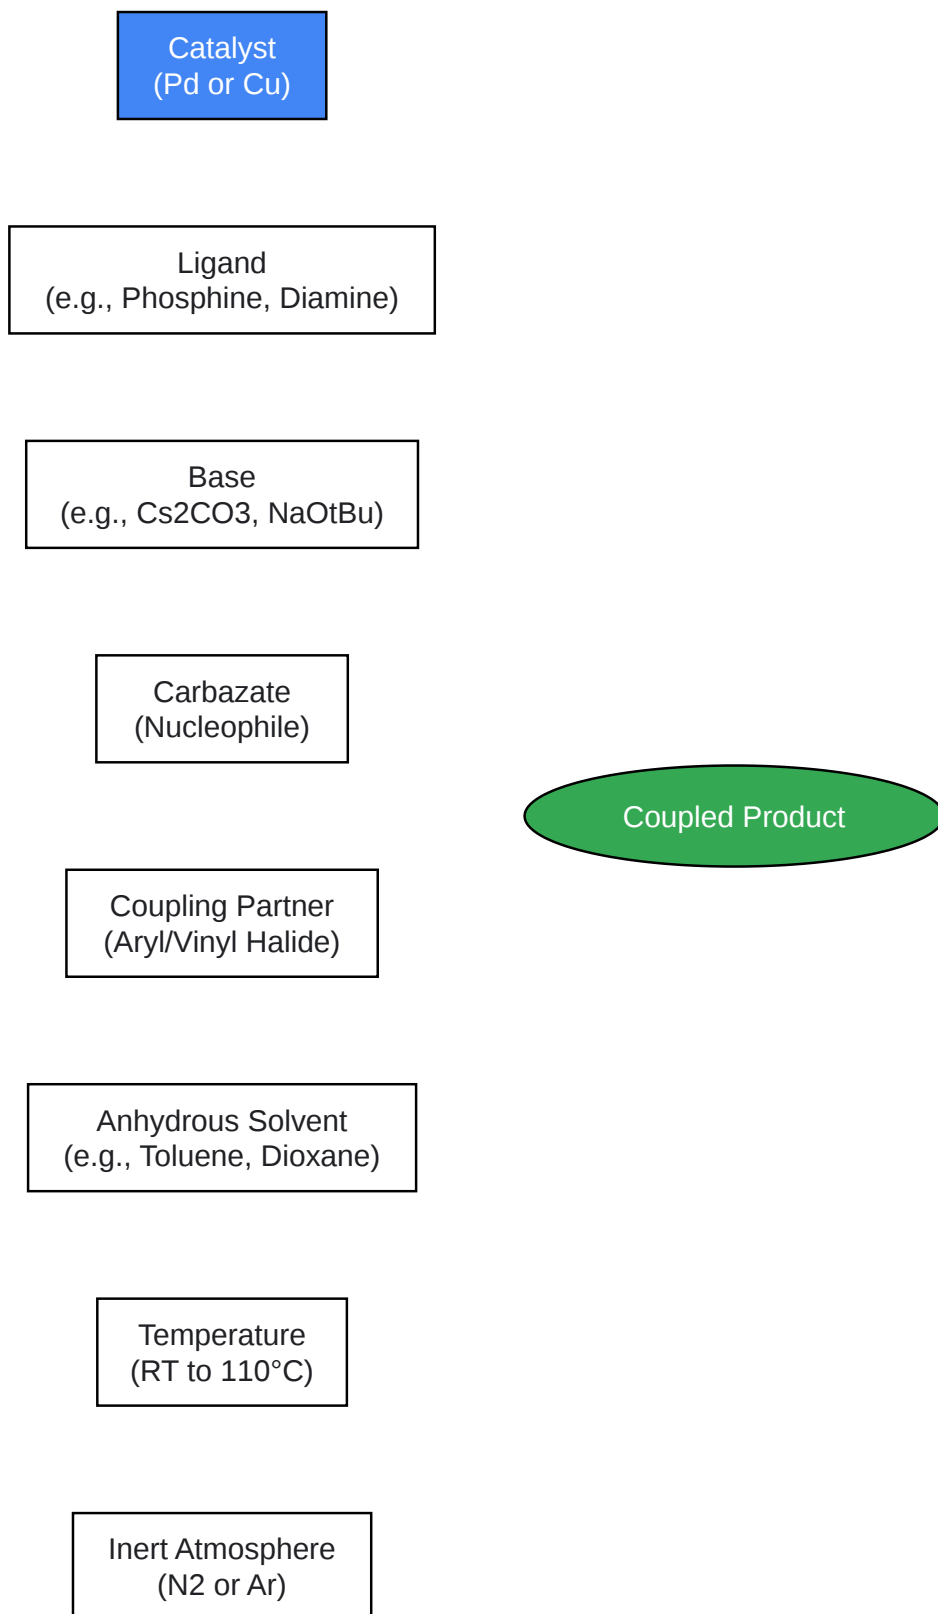 Catalyst
(Pd or Cu)
Ligand
(e.g., Phosphine, Diamine)
Base
(e.g., Cs2CO3, NaOtBu)
Carbazate
(Nucleophile)
Coupled Product
Coupling Partner
(Aryl/Vinyl Halide)
Anhydrous Solvent
(e.g., Toluene, Dioxane)
Temperature
(RT to 110°C)
Inert Atmosphere
(N2 or Ar)